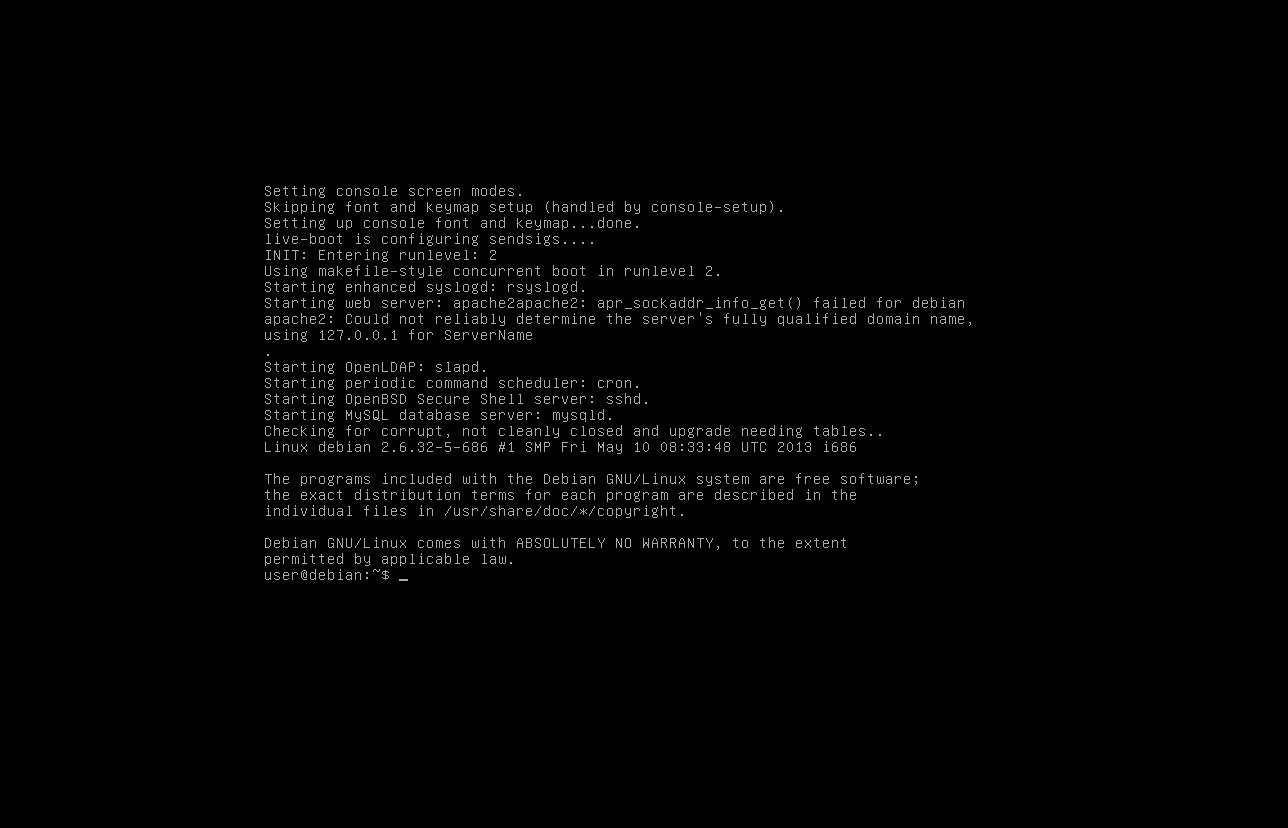 Setting console screen modes.
Skipping font and keymap setup (handled by console-setup).
Setting up console font and keymap...done.
live-boot is configuring sendsigs....
INIT: Entering runlevel: 2
Using makefile-style concurrent boot in runlevel 2.
Starting enhanced syslogd: rsyslogd.
Starting web server: apache2apache2: apr_sockaddr_info_get() failed for debian
apache2: Could not reliably determine the server's fully qualified domain name,
using 127.0.0.1 for ServerName
.
Starting OpenLDAP: slapd.
Starting periodic command scheduler: cron.
Starting OpenBSD Secure Shell server: sshd.
Starting MySQL database server: mysqld.
Checking for corrupt, not cleanly closed and upgrade needing tables..
Linux debian 2.6.32-5-686 #1 SMP Fri May 10 08:33:48 UTC 2013 i686

The programs included with the Debian GNU/Linux system are free software;
the exact distribution terms for each program are described in the
individual files in /usr/share/doc/*/copyright.

Debian GNU/Linux comes with ABSOLUTELY NO WARRANTY, to the extent
permitted by applicable law.
user@debian:~$ _